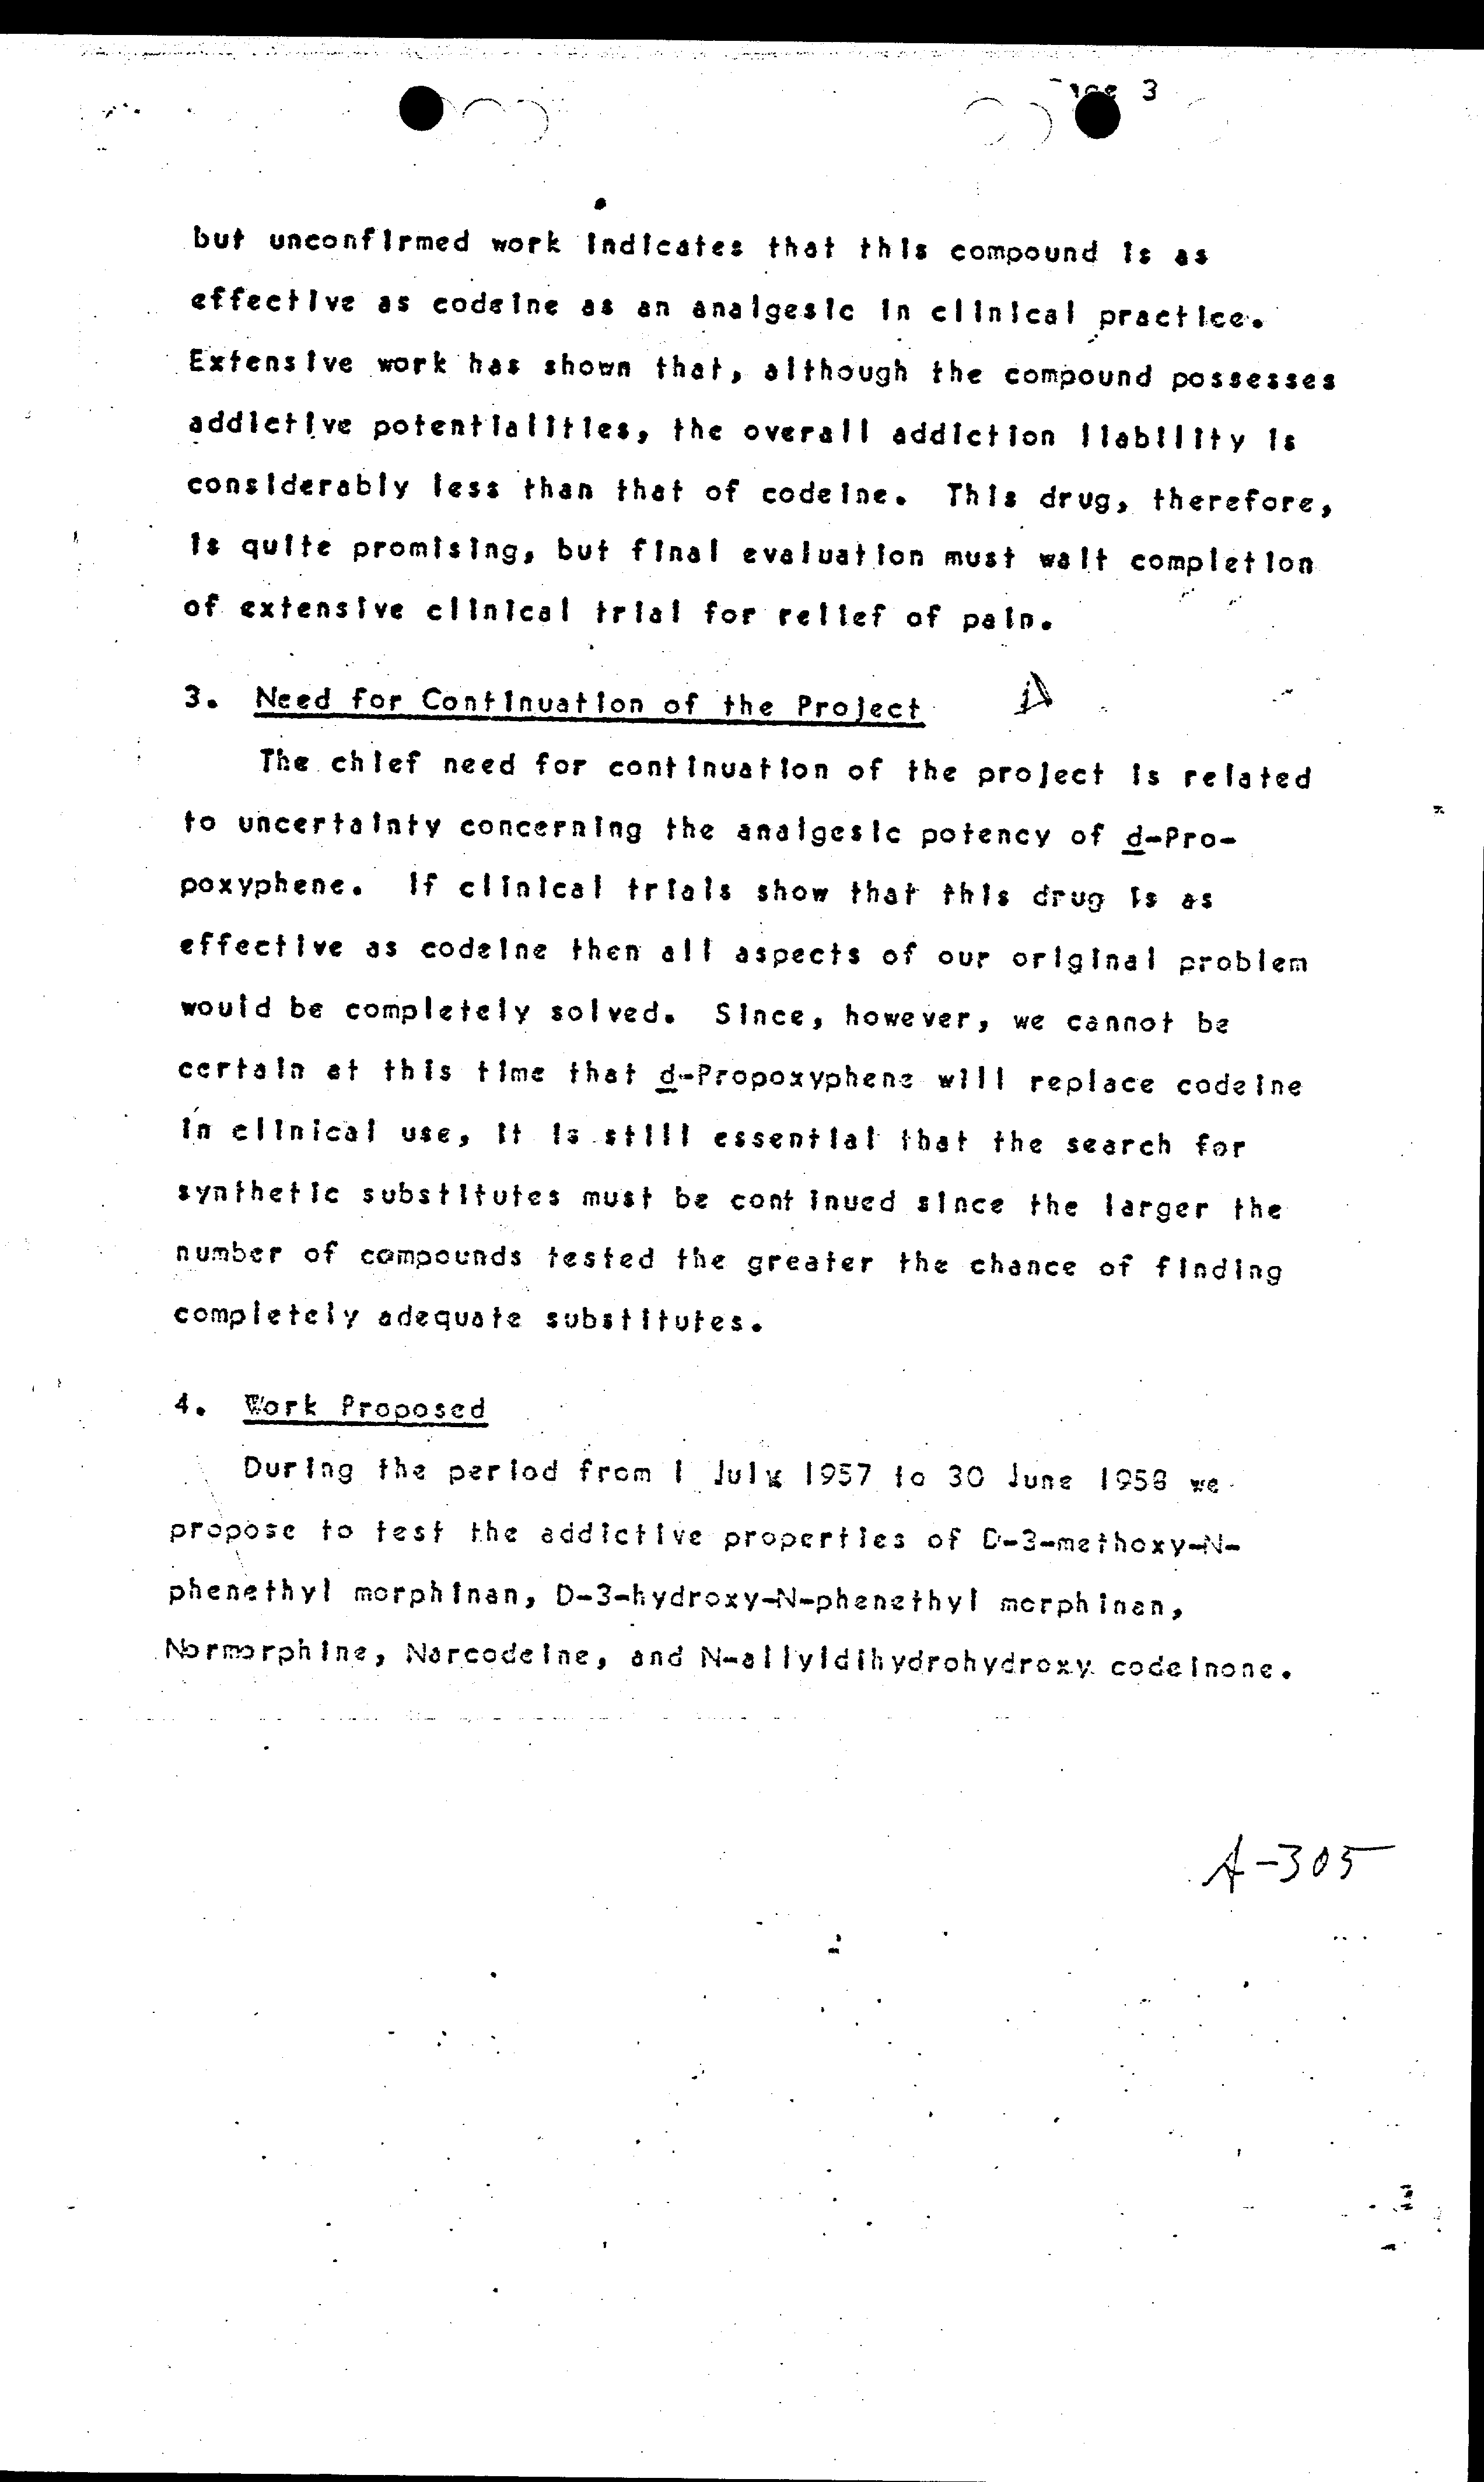 Page 3
but unconfirmed work indicates that this compound is as
effective as codeine as an analgesic in clinical practice.
Extensive work has shown that, although the compound possesses
addictive potentialities, the overall addiction liability is
considerably less than that of codeine. This drug, therefore,
is quite promising, but final evaluation must wait completion
of extensive clinical trial for relief of pain.
3. Need for Continuation of the Project
The chief need for continuation of the project is related
to uncertainty concerning the analgesic potency of d-Pro-
poxyphene. If clinical trials show that this drug is as
effective as codeine then all aspects of our original problem
would be completely solved. Since, however, we cannot be
certain at this time that d-Propoxyphene will replace codeine
in clinical use, it is still essential that the search for
synthetic substitutes must be continued since the larger the
number of compounds tested the greater the chance of finding
completely adequate substitutes.
4. Work Proposed
During the period from 1 July 1957 to 30 June 1958 we
propose to test the addictive properties of D-3-methoxy-N-
phenethyl morphinan, D-3-hydroxy-N-phenethyl morphinan,
Normorphine, Norcodeine, and N-allyldihydrohydroxy codeinone.
A-305